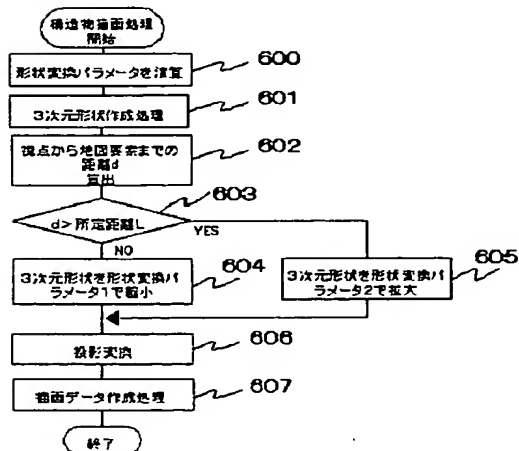 構造物描画処理
開始
形状変換パラメータを演算
600
3次元形状作成処理
601
視点から地図要素までの
距離d
算出
602
603
d>所定距離L
YES
NO
3次元形状を形状変換パ
ラメータ1で縮小
604
3次元形状を形状変換パ
ラメータ2で拡大
605
投影変換
606
描画データ作成処理
607
終了